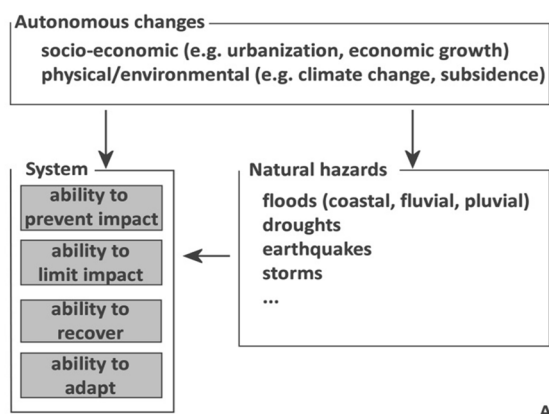 Autonomous changes
socio-economic (e.g. urbanization, economic growth)
physical/environmental (e.g. climate change, subsidence)
System
ability to
prevent impact
ability to
limit impact
ability to
recover
ability to
adapt
Natural hazards
floods (coastal, fluvial, pluvial)
droughts
earthquakes
storms
...
A